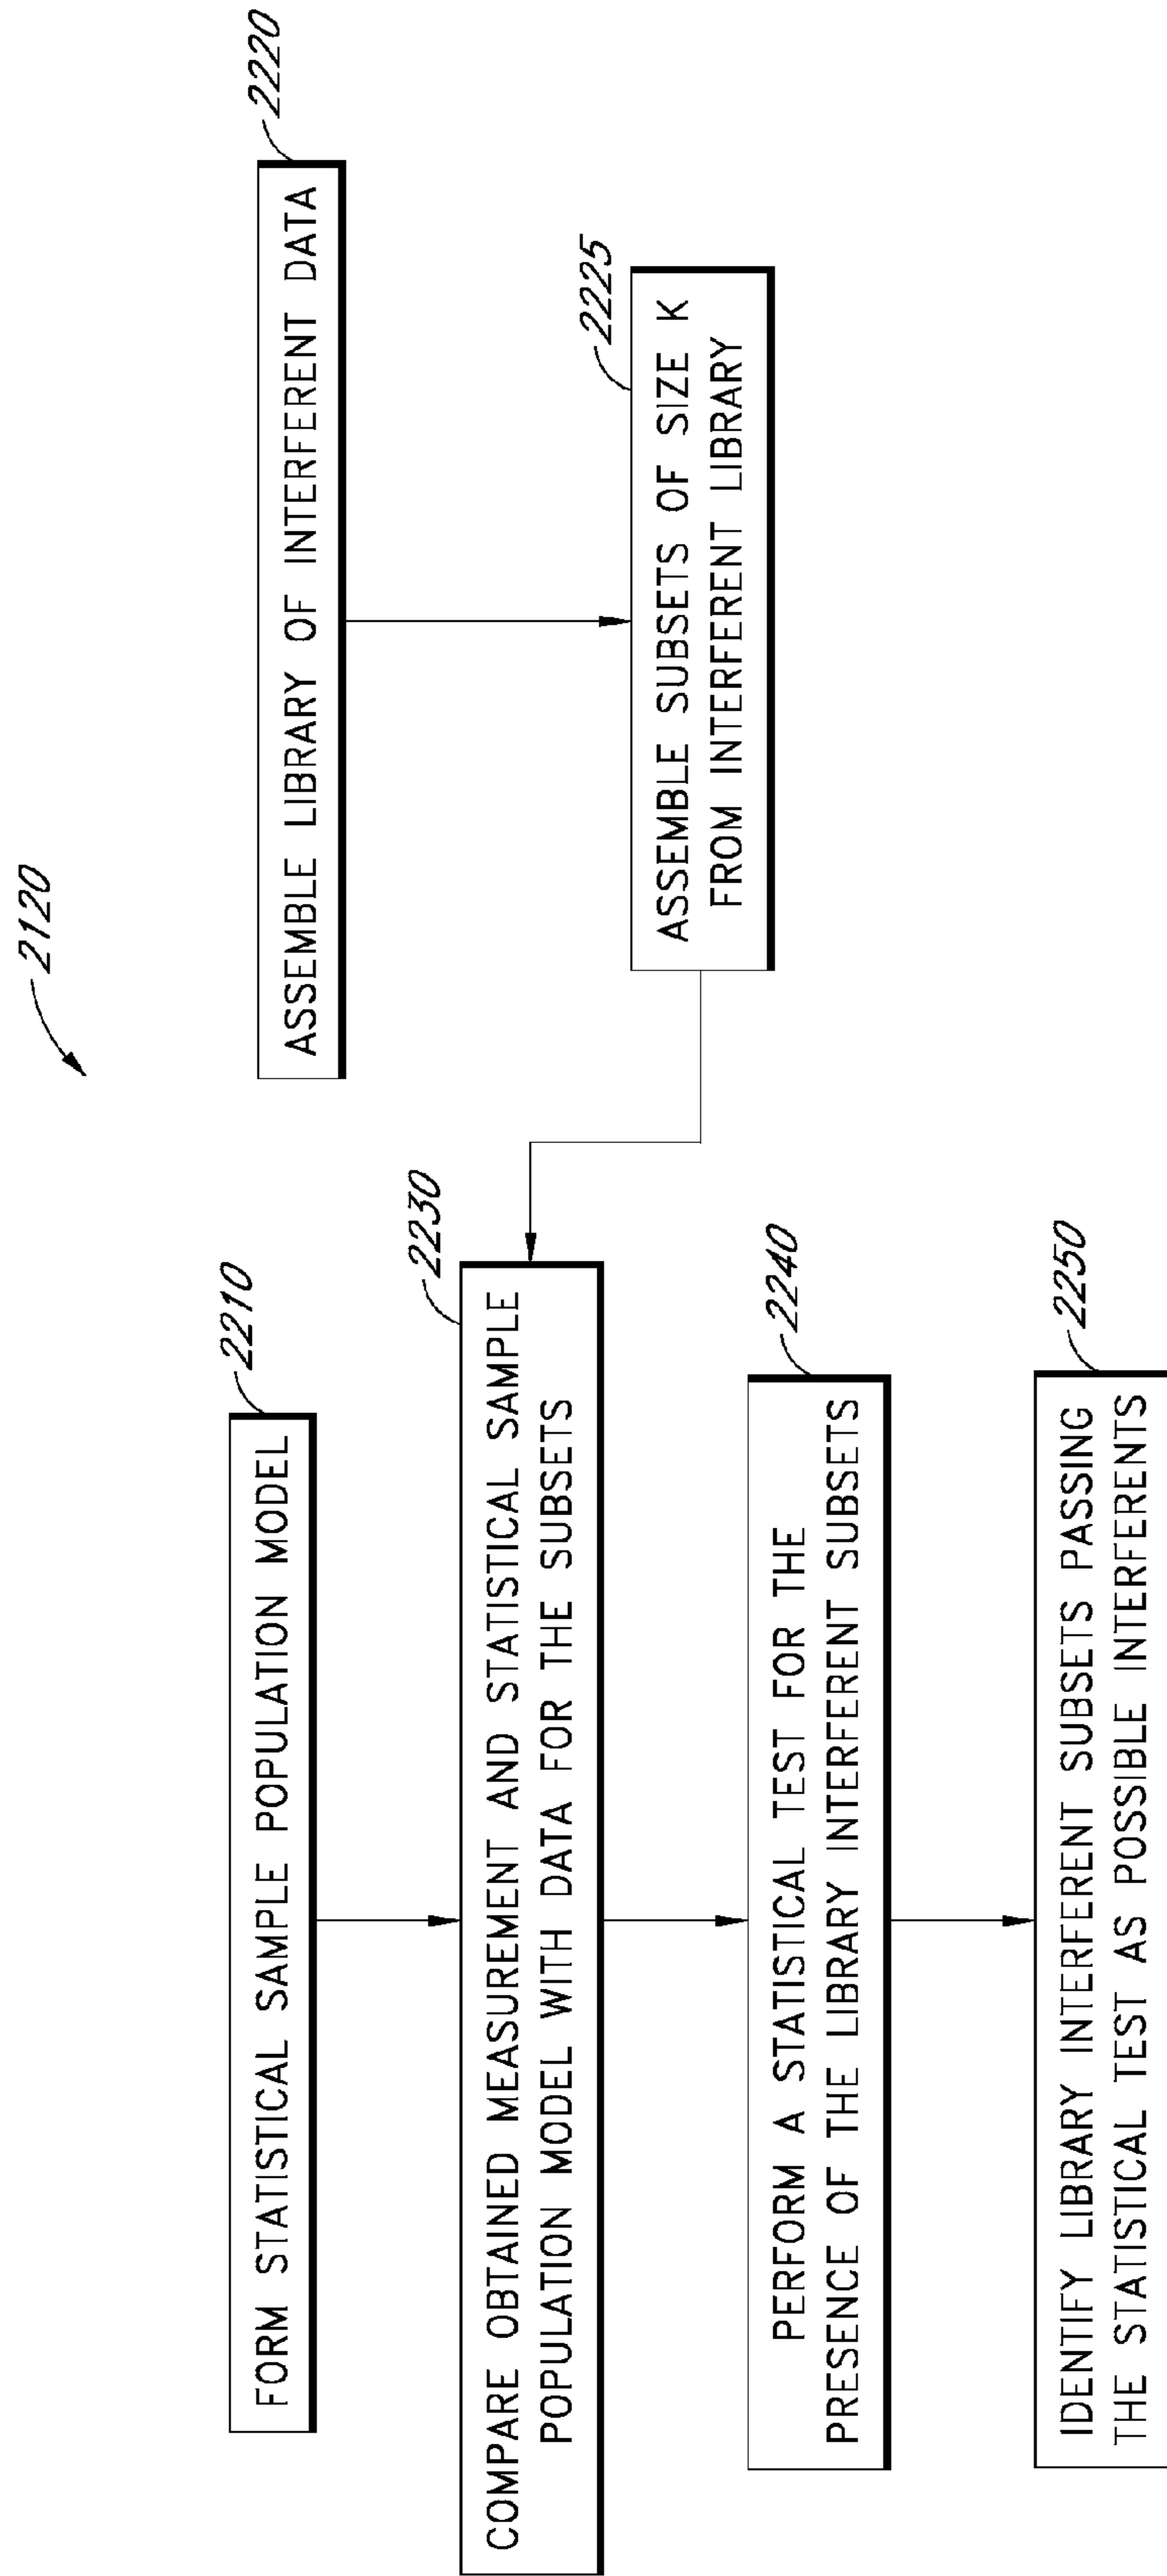 2120
2210
FORM STATISTICAL SAMPLE POPULATION MODEL
2220
ASSEMBLE LIBRARY OF INTERFERENT DATA
2225
ASSEMBLE SUBSETS OF SIZE K
FROM INTERFERENT LIBRARY
2230
COMPARE OBTAINED MEASUREMENT AND STATISTICAL SAMPLE
POPULATION MODEL WITH DATA FOR THE SUBSETS
2240
PERFORM A STATISTICAL TEST FOR THE
PRESENCE OF THE LIBRARY INTERFERENT SUBSETS
2250
IDENTIFY LIBRARY INTERFERENT SUBSETS PASSING
THE STATISTICAL TEST AS POSSIBLE INTERFERENTS